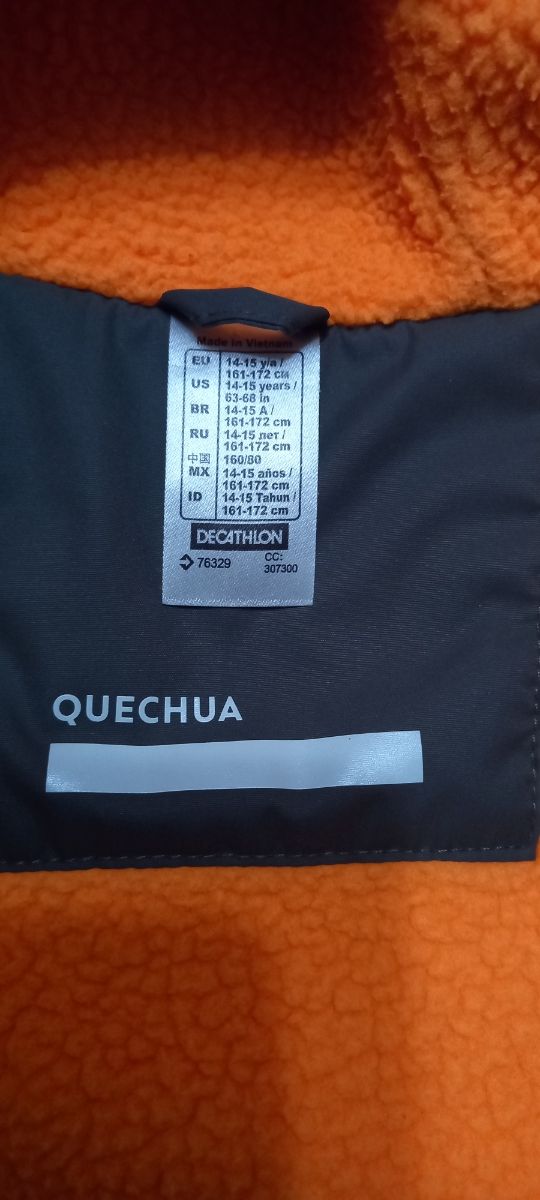 Made in Vietnam
EU 14-15 y/a /
161-172 cm
US 14-15 years /
63-68 in
BR 14-15 A /
161-172 cm
RU 14-15 лет /
161-172 cm
中国 160/80
MX 14-15 años /
161-172 cm
ID 14-15 Tahun /
161-172 cm
DECATHLON
76329 CC:
307300
QUECHUA